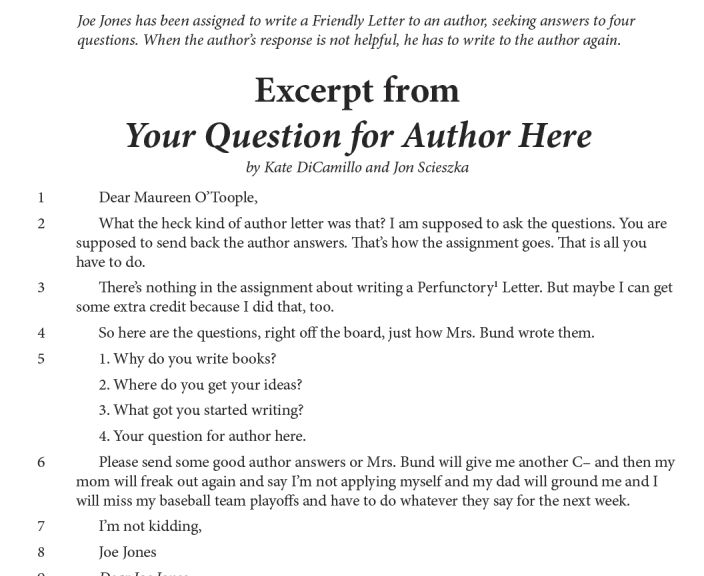 Joe Jones has been assigned to write a Friendly Letter to an author, seeking answers to four
questions. When the author's response is not helpful, he has to write to the author again.
Excerpt from
Your Question for Author Here
by Kate DiCamillo and Jon Scieszka
1 Dear Maureen O'Toople,
2 What the heck kind of author letter was that? I am supposed to ask the questions. You are
supposed to send back the author answers. That's how the assignment goes. That is all you
have to do.
3 There's nothing in the assignment about writing a Perfunctory¹ Letter. But maybe I can get
some extra credit because I did that, too.
4 So here are the questions, right off the board, just how Mrs. Bund wrote them.
5 1. Why do you write books?
2. Where do you get your ideas?
3. What got you started writing?
4. Your question for author here.
6 Please send some good author answers or Mrs. Bund will give me another C– and then my
mom will freak out again and say I'm not applying myself and my dad will ground me and I
will miss my baseball team playoffs and have to do whatever they say for the next week.
7 I'm not kidding,
8 Joe Jones